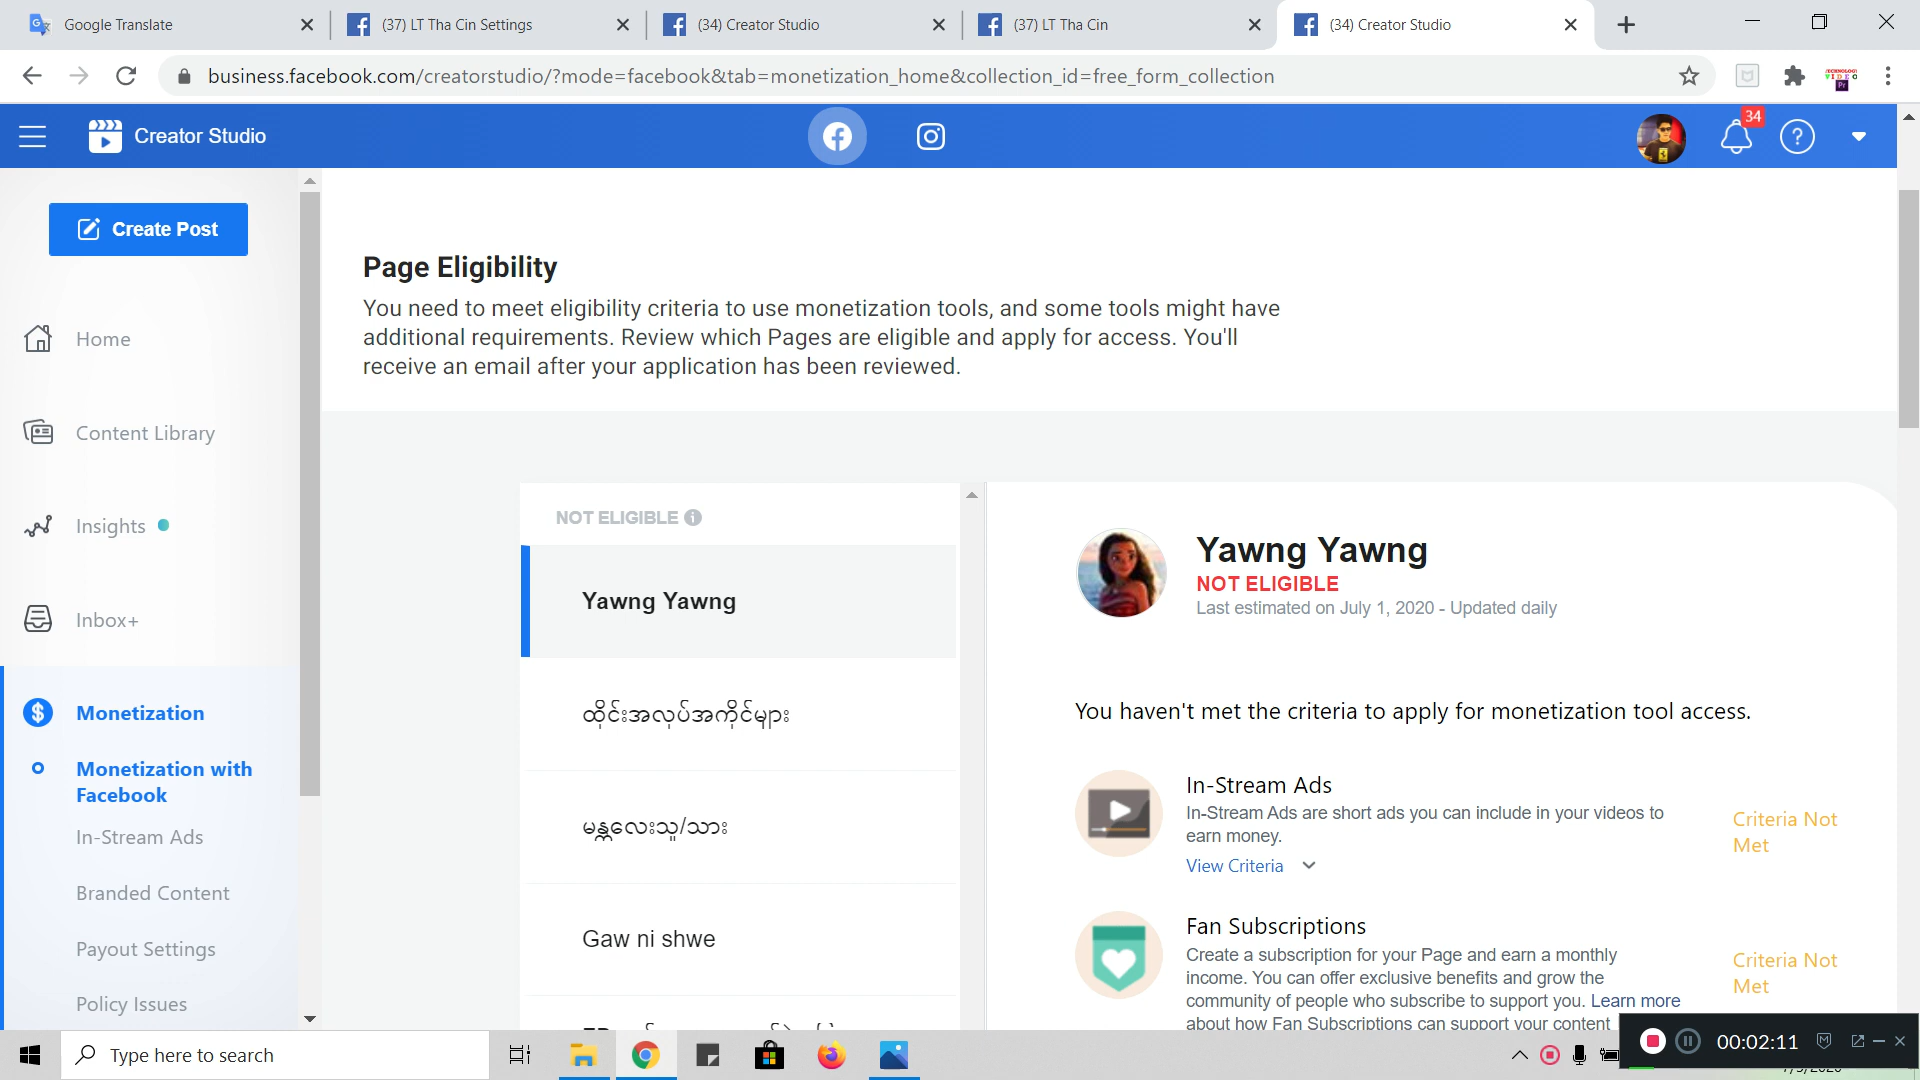 Google Translate
(37) LT Tha Cin Settings
(34) Creator Studio
(37) LT Tha Cin
(34) Creator Studio
business.facebook.com/creatorstudio/?mode=facebook&tab=monetization_home&collection_id=free_form_collection
Creator Studio
34
Create Post
Home
Content Library
Insights
Inbox+
Monetization
Monetization with
Facebook
In-Stream Ads
Branded Content
Payout Settings
Policy Issues
Page Eligibility
You need to meet eligibility criteria to use monetization tools, and some tools might have
additional requirements. Review which Pages are eligible and apply for access. You'll
receive an email after your application has been reviewed.
NOT ELIGIBLE
Yawng Yawng
ထိုင်းအလုပ်အကိုင်များ
မန္တလေးသူ/သား
Gaw ni shwe
Yawng Yawng
NOT ELIGIBLE
Last estimated on July 1, 2020 - Updated daily
You haven't met the criteria to apply for monetization tool access.
In-Stream Ads
In-Stream Ads are short ads you can include in your videos to
earn money.
View Criteria
Criteria Not
Met
Fan Subscriptions
Create a subscription for your Page and earn a monthly
income. You can offer exclusive benefits and grow the
community of people who subscribe to support you. Learn more
about how Fan Subscriptions can support your content
Criteria Not
Met
Type here to search
00:02:11